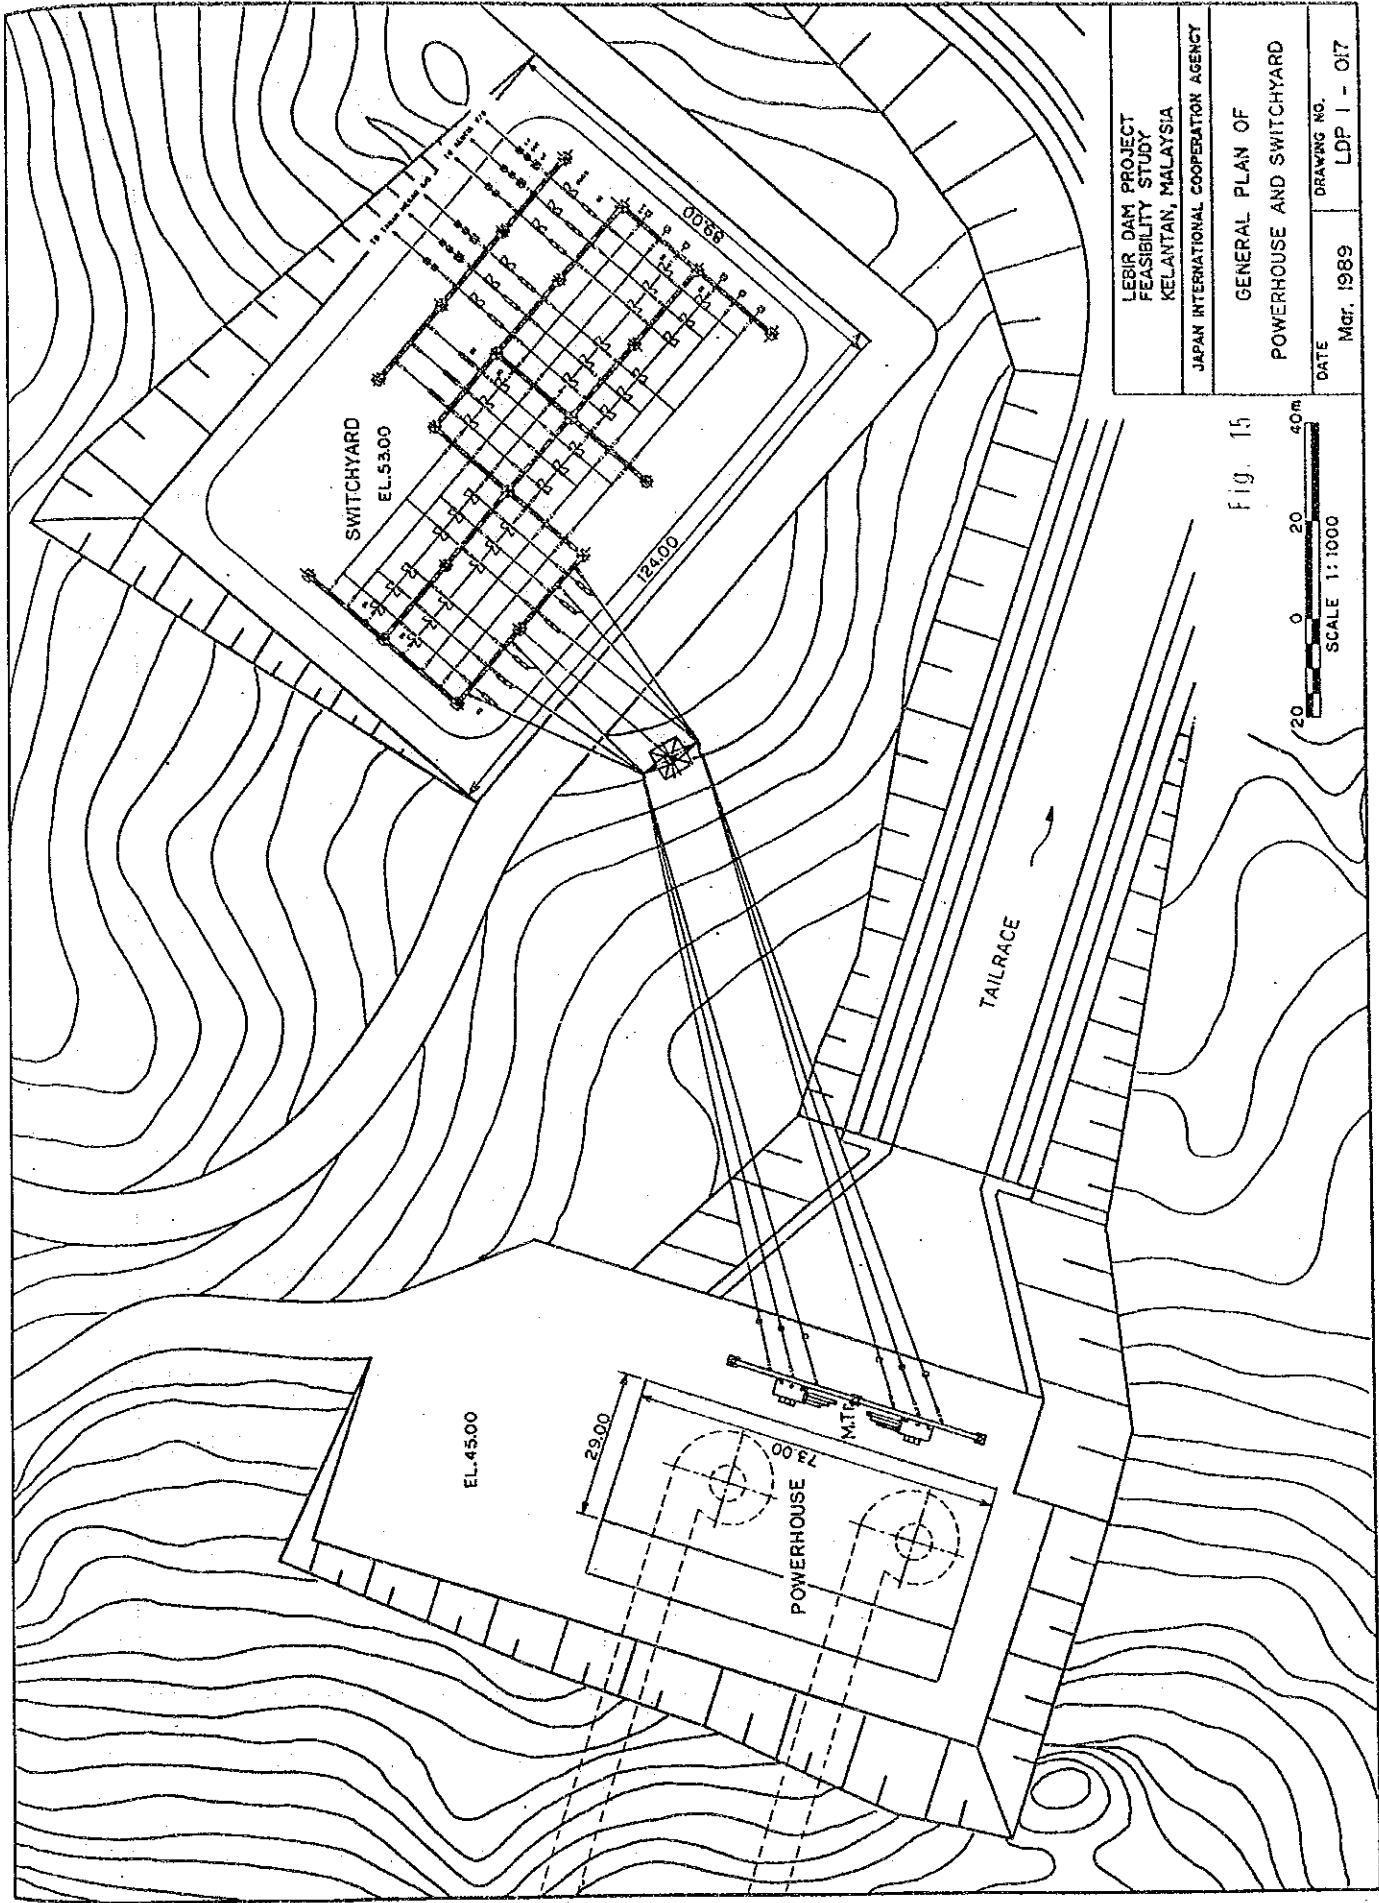 SWITCHYARD
EL.53.00
89.00
124.00
EL.45.00
29.00
73.00
POWERHOUSE
M.Tr
TAILRACE
Fig. 15
20 0 20 40m
SCALE 1:1000
LEBIR DAM PROJECT
FEASIBILITY STUDY
KELANTAN, MALAYSIA
JAPAN INTERNATIONAL COOPERATION AGENCY
GENERAL PLAN OF
POWERHOUSE AND SWITCHYARD
DATE
Mar. 1989
DRAWING NO.
LDP 1 - 017